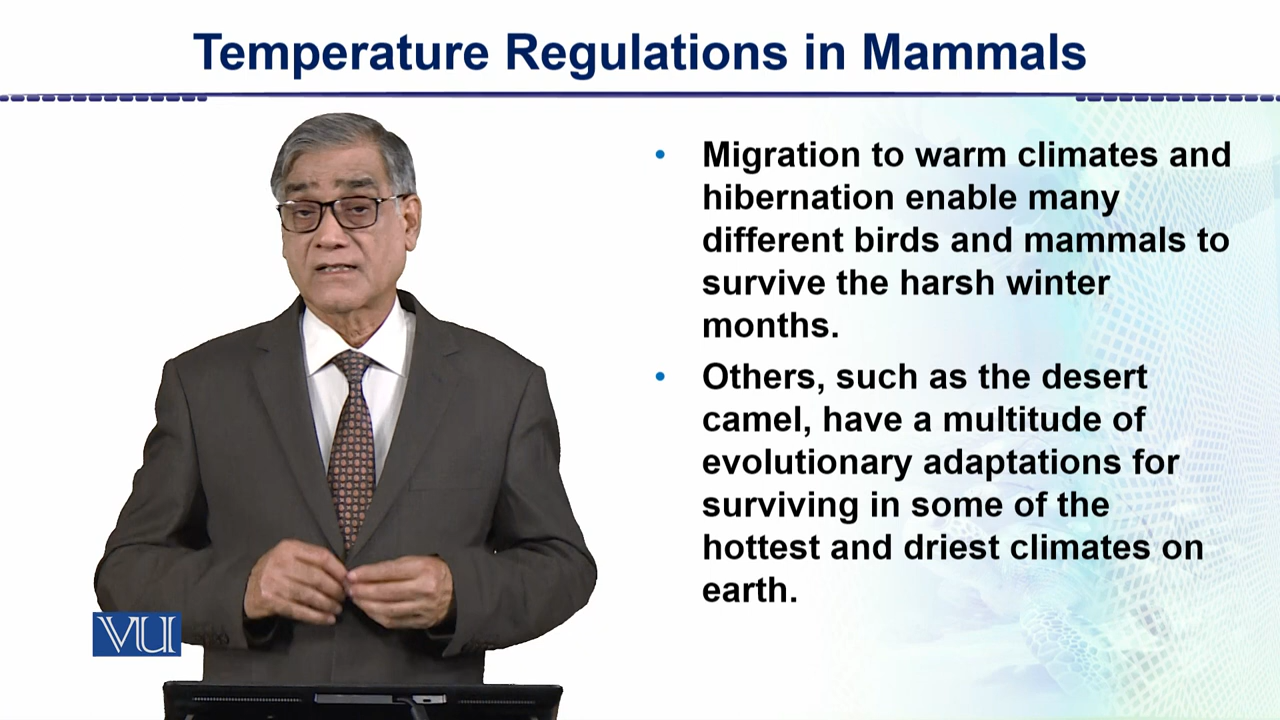 Temperature Regulations in Mammals
• Migration to warm climates and
hibernation enable many
different birds and mammals to
survive the harsh winter
months.
• Others, such as the desert
camel, have a multitude of
evolutionary adaptations for
surviving in some of the
hottest and driest climates on
earth.
VU